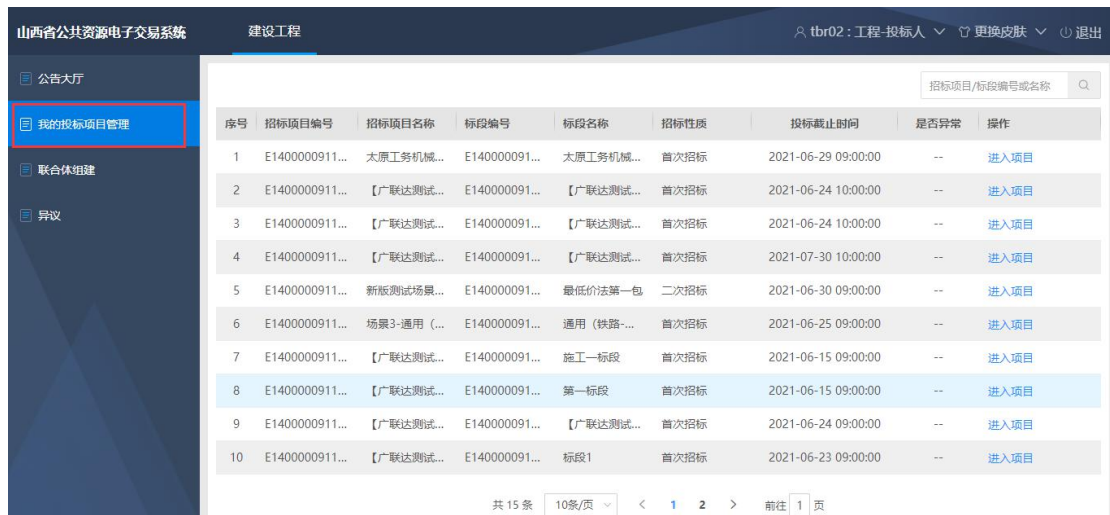 山西省公共资源电子交易系统 建设工程 tbr02 : 工程-投标人 更换皮肤 退出
公告大厅
我的投标项目管理
联合体组建
异议
招标项目/标段编号或名称
序号 招标项目编号 招标项目名称 标段编号 标段名称 招标性质 投标截止时间 是否异常 操作
1 E1400000911... 太原工务机械... E140000091... 太原工务机械... 首次招标 2021-06-29 09:00:00 -- 进入项目
2 E1400000911... 【广联达测试... E140000091... 【广联达测试... 首次招标 2021-06-24 10:00:00 -- 进入项目
3 E1400000911... 【广联达测试... E140000091... 【广联达测试... 首次招标 2021-06-24 10:00:00 -- 进入项目
4 E1400000911... 【广联达测试... E140000091... 【广联达测试... 首次招标 2021-07-30 10:00:00 -- 进入项目
5 E1400000911... 新版测试场景... E140000091... 最低价法第一包 二次招标 2021-06-30 09:00:00 -- 进入项目
6 E1400000911... 场景3-通用（... E140000091... 通用（铁路-... 首次招标 2021-06-25 09:00:00 -- 进入项目
7 E1400000911... 【广联达测试... E140000091... 施工一标段 首次招标 2021-06-15 09:00:00 -- 进入项目
8 E1400000911... 【广联达测试... E140000091... 第一标段 首次招标 2021-06-15 09:00:00 -- 进入项目
9 E1400000911... 【广联达测试... E140000091... 【广联达测试... 首次招标 2021-06-24 09:00:00 -- 进入项目
10 E1400000911... 【广联达测试... E140000091... 标段1 首次招标 2021-06-23 09:00:00 -- 进入项目
共 15 条 10条/页 < 1 2 > 前往 1 页